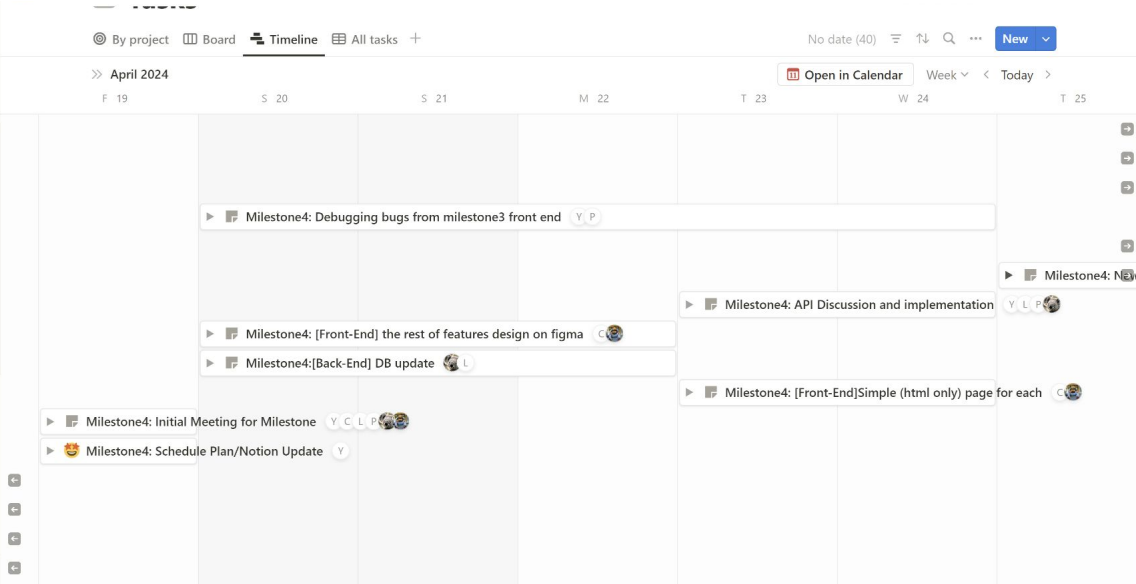 By project Board Timeline All tasks No date (40) New
April 2024 Open in Calendar Week Today
F 19 S 20 S 21 M 22 T 23 W 24 T 25
Milestone4: Debugging bugs from milestone3 front end Y P
Milestone4:
Milestone4: API Discussion and implementation Y L P
Milestone4: [Front-End] the rest of features design on figma C
Milestone4:[Back-End] DB update L
Milestone4: [Front-End]Simple (html only) page for each C
Milestone4: Initial Meeting for Milestone Y C L P
Milestone4: Schedule Plan/Notion Update Y